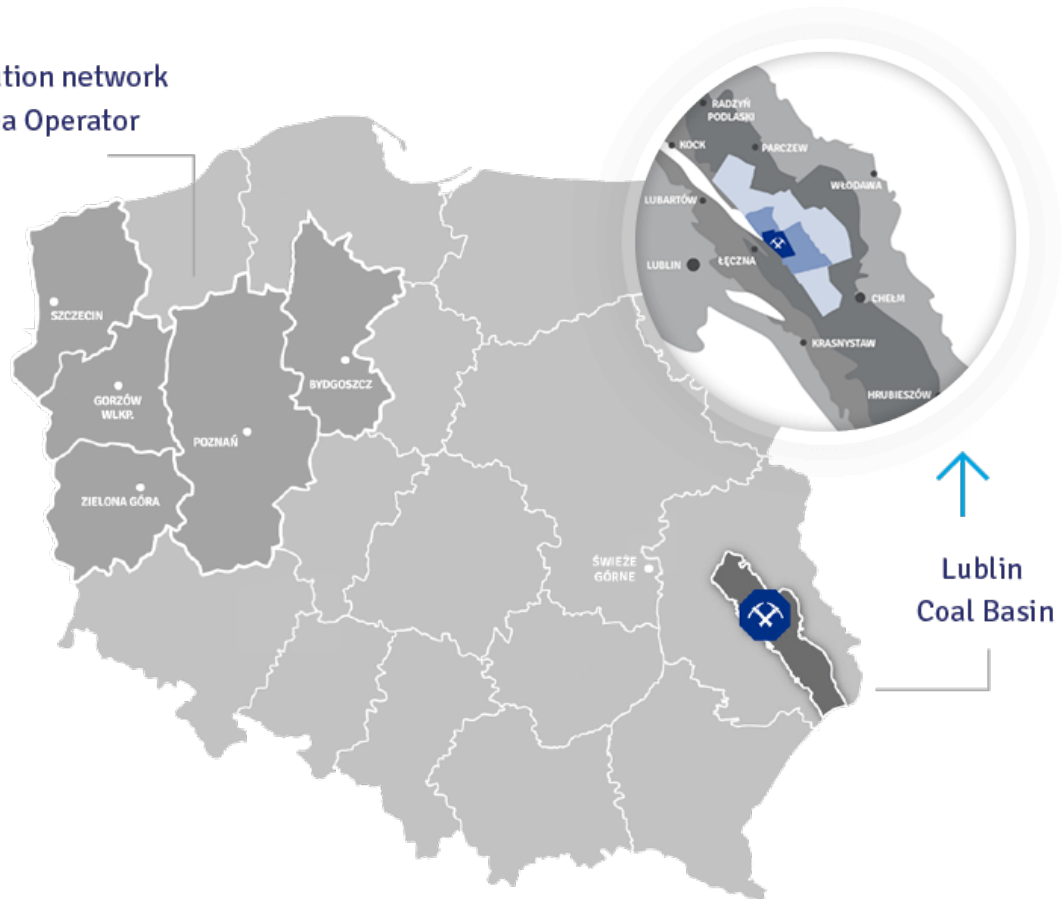 tion network
a Operator
RADZYŃ
PODLASKI
KOCK
PARCZEW
WŁODAWA
LUBARTÓW
LUBLIN
ŁĘCZNA
CHEŁM
KRASNYSTAW
HRUBIESZÓW
SZCZECIN
GORZÓW
WLKP.
BYDGOSZCZ
POZNAŃ
ZIELONA GÓRA
ŚWIEŻE
GÓRNE
Lublin
Coal Basin